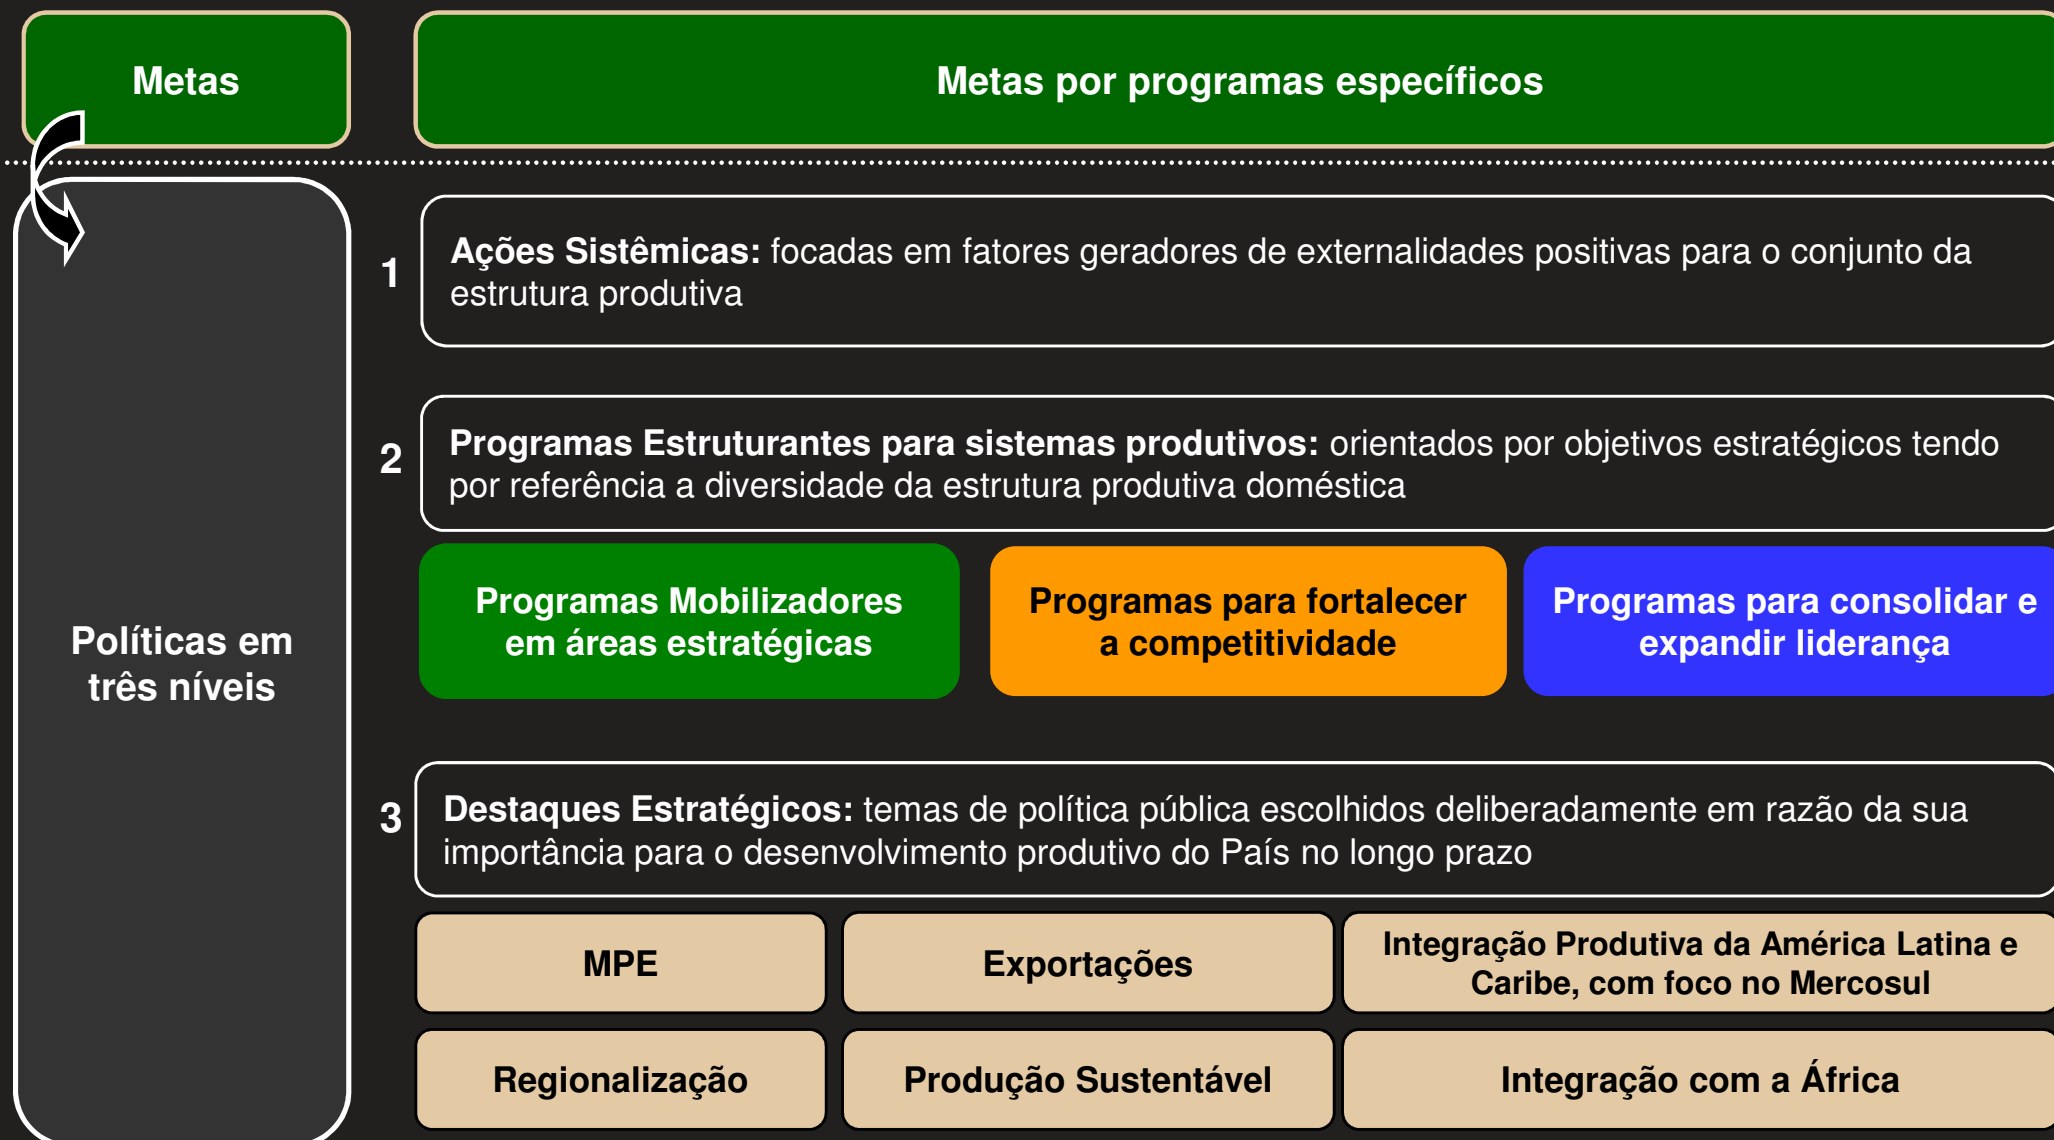 Metas
Metas por programas específicos
Políticas em
três níveis
1
Ações Sistêmicas: focadas em fatores geradores de externalidades positivas para o conjunto da
estrutura produtiva
2
Programas Estruturantes para sistemas produtivos: orientados por objetivos estratégicos tendo
por referência a diversidade da estrutura produtiva doméstica
Programas Mobilizadores
em áreas estratégicas
Programas para fortalecer
a competitividade
Programas para consolidar e
expandir liderança
3
Destaques Estratégicos: temas de política pública escolhidos deliberadamente em razão da sua
importância para o desenvolvimento produtivo do País no longo prazo
MPE
Exportações
Integração Produtiva da América Latina e
Caribe, com foco no Mercosul
Regionalização
Produção Sustentável
Integração com a África